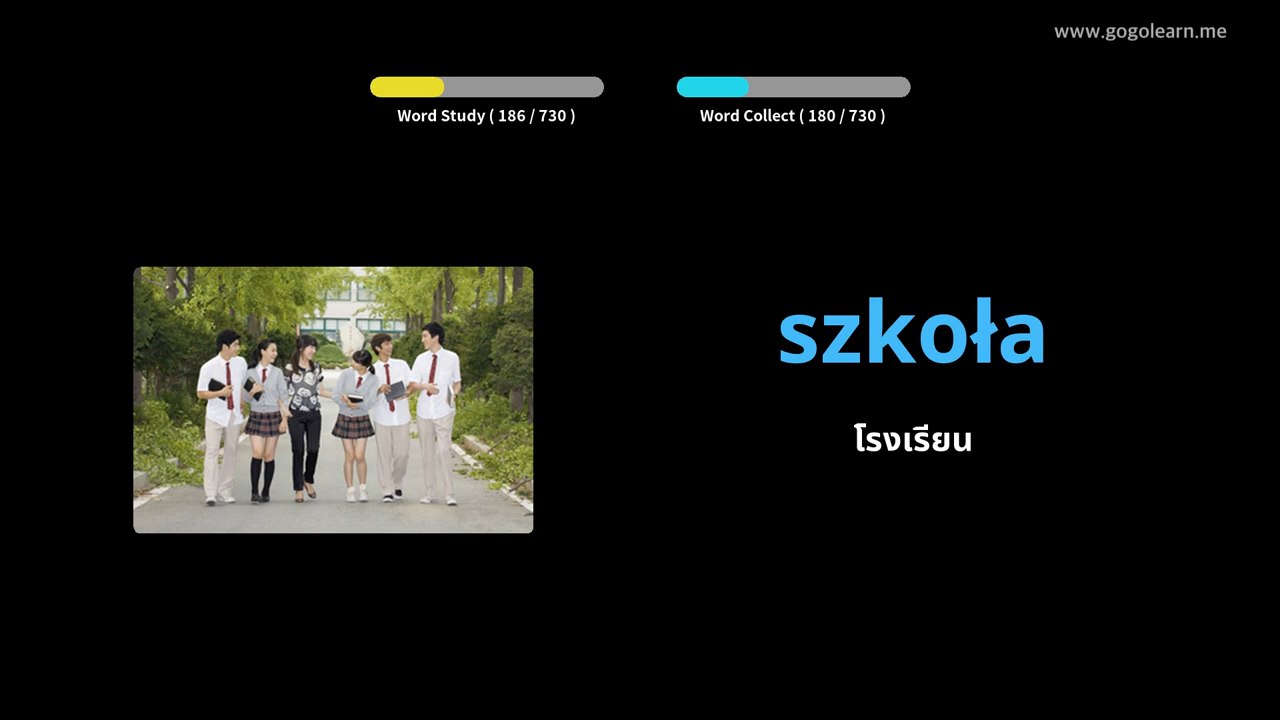 www.gogolearn.me
Word Study ( 186 / 730 )
Word Collect ( 180 / 730 )
szkoła
โรงเรียน